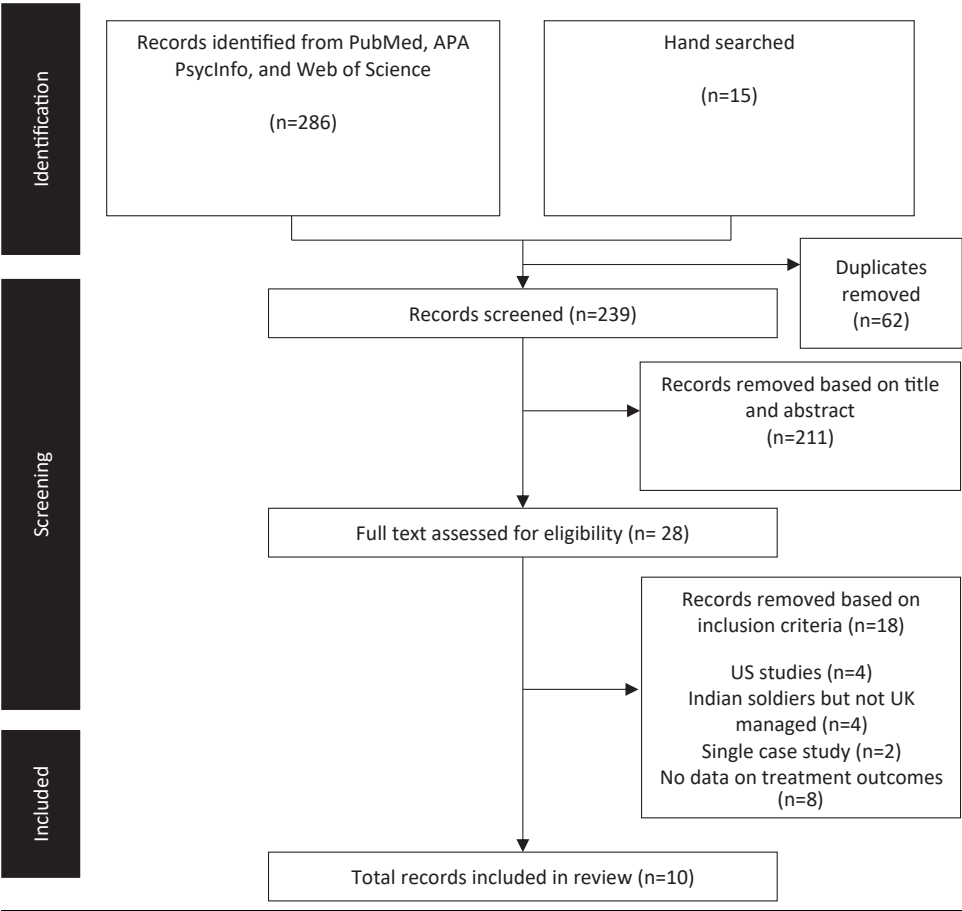 Identification
Records identified from PubMed, APA
PsycInfo, and Web of Science
(n=286)
Hand searched
(n=15)
Duplicates
removed
(n=62)
Screening
Records screened (n=239)
Records removed based on title
and abstract
(n=211)
Full text assessed for eligibility (n= 28)
Records removed based on
inclusion criteria (n=18)
US studies (n=4)
Indian soldiers but not UK
managed (n=4)
Single case study (n=2)
No data on treatment outcomes
(n=8)
Included
Total records included in review (n=10)